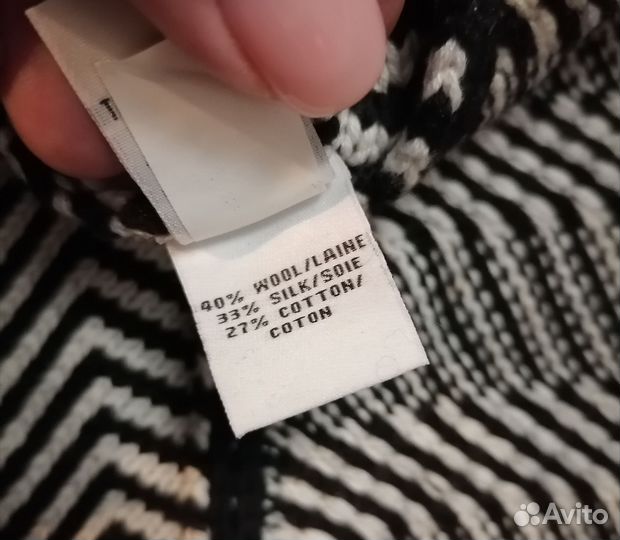 40% WOOL/LAINE
33% SILK/SOIE
27% COTTON/
COTON
Avito